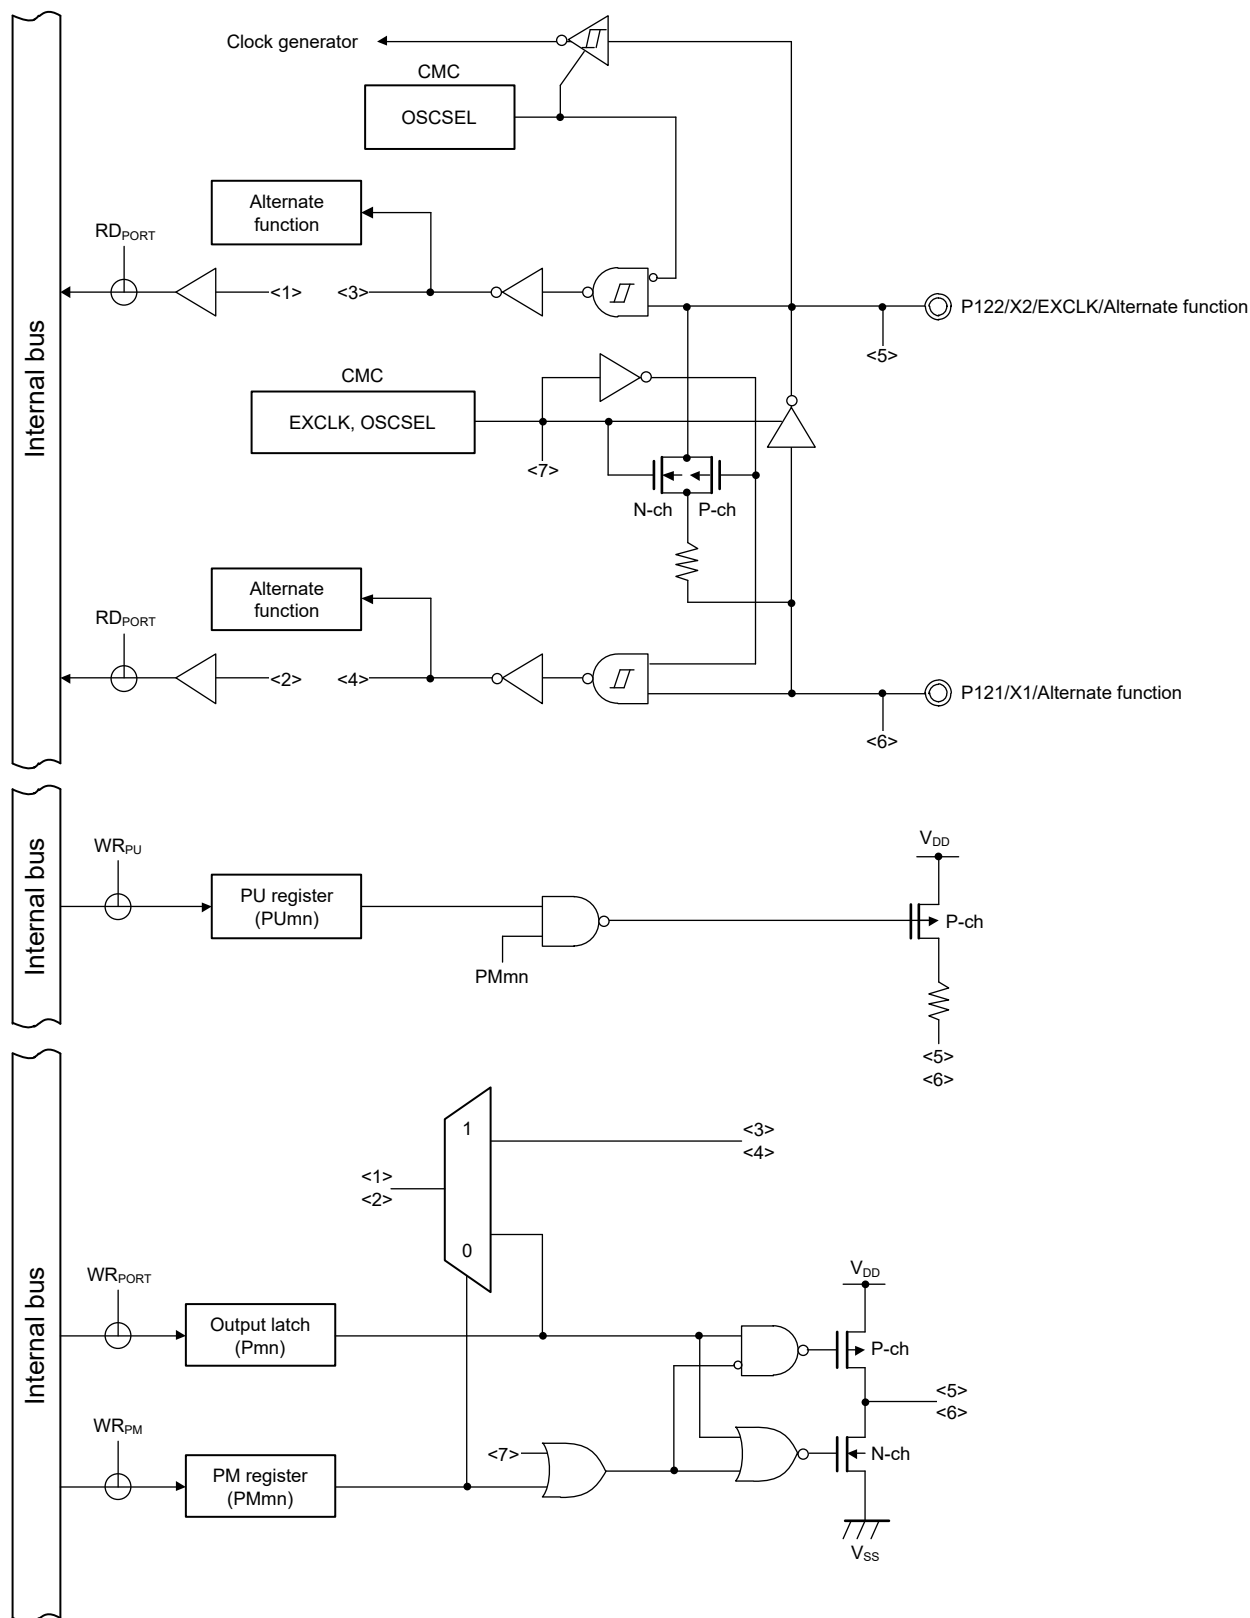 Clock generator
CMC
OSCSEL
Alternate
function
RDPORT
<1>
<3>
P122/X2/EXCLK/Alternate function
<5>
Internal bus
CMC
EXCLK, OSCSEL
<7>
N-ch
P-ch
Alternate
function
RDPORT
<2>
<4>
P121/X1/Alternate function
<6>
Internal bus
WRPU
PU register
(PUmn)
PMmn
VDD
P-ch
<5>
<6>
Internal bus
1
<3>
<4>
<1>
<2>
0
WRPORT
Output latch
(Pmn)
VDD
P-ch
<5>
<6>
WRPM
PM register
(PMmn)
<7>
N-ch
VSS